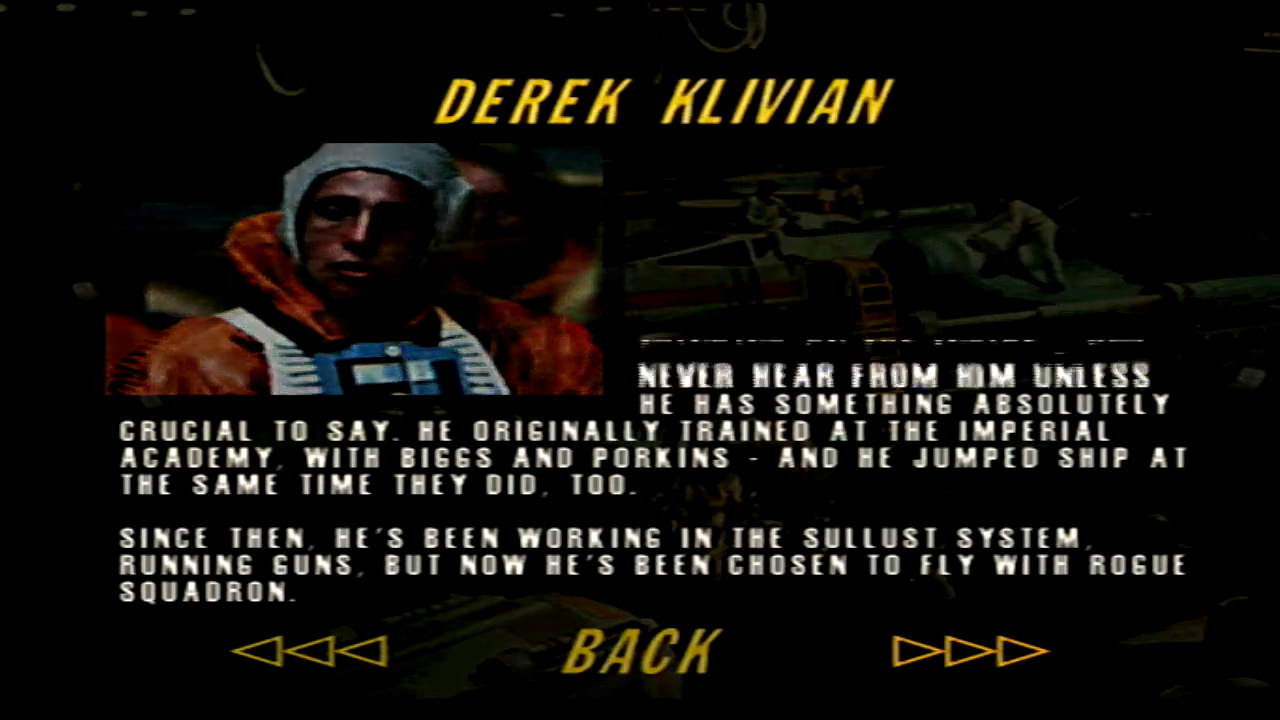 DEREK KLIVIAN
NEVER HEAR FROM HIM UNLESS
HE HAS SOMETHING ABSOLUTELY
CRUCIAL TO SAY. HE ORIGINALLY TRAINED AT THE IMPERIAL
ACADEMY, WITH BIGGS AND PORKINS - AND HE JUMPED SHIP AT
THE SAME TIME THEY DID, TOO.
SINCE THEN, HE'S BEEN WORKING IN THE SULLUST SYSTEM,
RUNNING GUNS, BUT NOW HE'S BEEN CHOSEN TO FLY WITH ROGUE
SQUADRON.
BACK